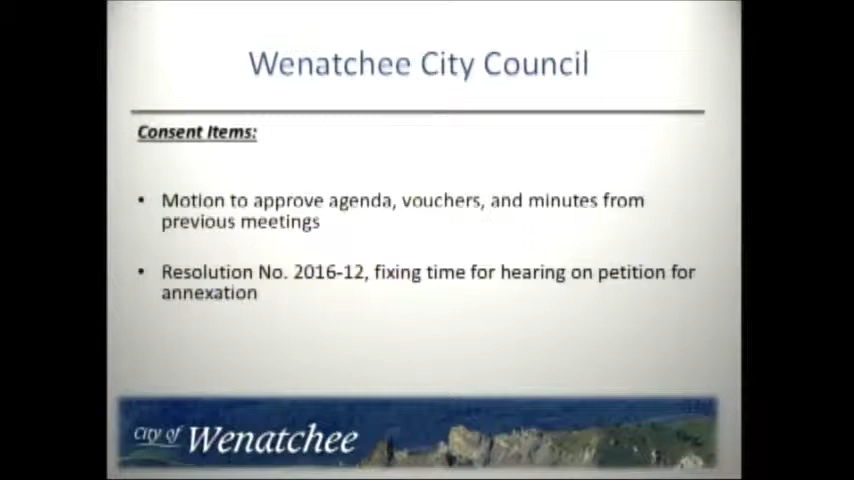 Wenatchee City Council
Consent Items:
• Motion to approve agenda, vouchers, and minutes from
previous meetings
• Resolution No. 2016-12, fixing time for hearing on petition for
annexation
City of Wenatchee